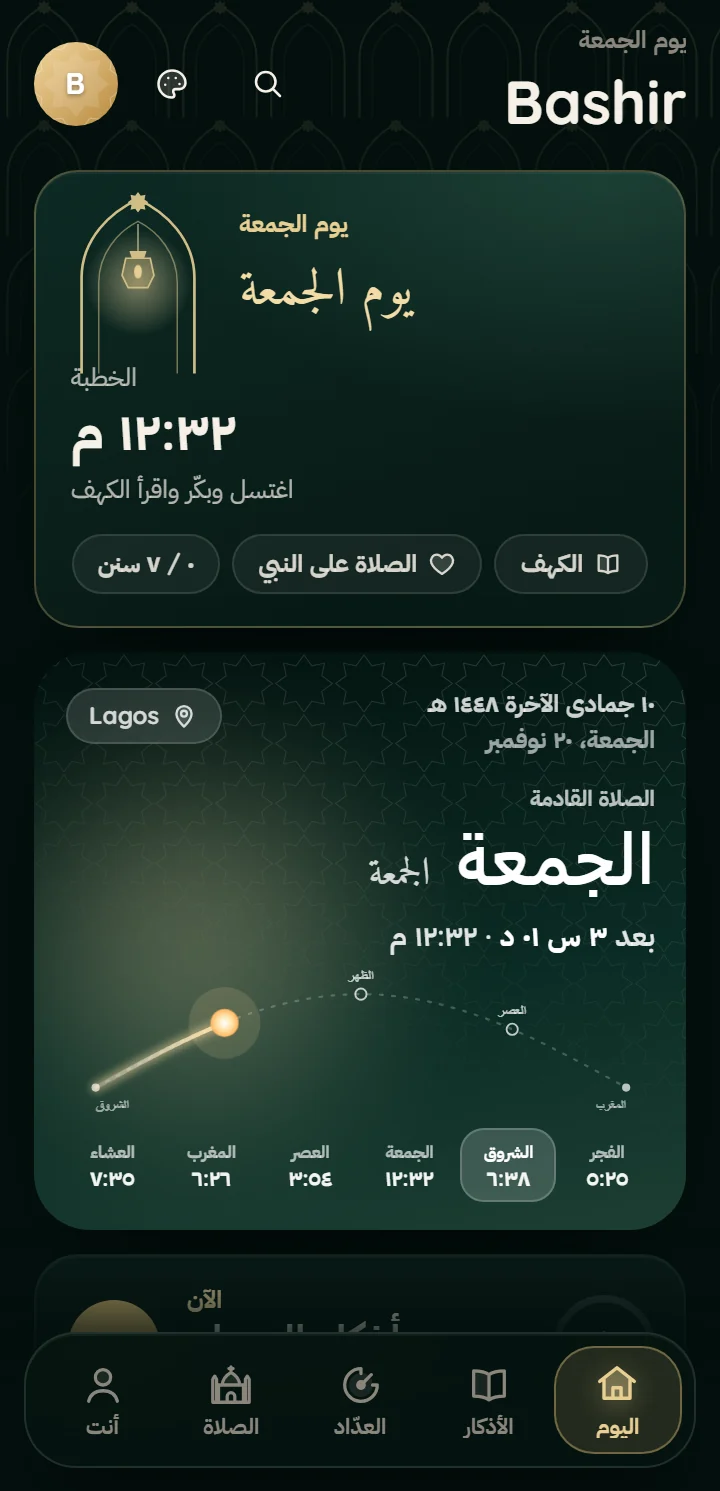 يوم الجمعة
Bashir
B
يوم الجمعة
يوم الجمعة
الخطبة
١٢:٣٢ م
اغتسل وبكّر واقرأ الكهف
الكهف
الصلاة على النبي
٠ / ٧ سنن
١٠ جمادى الآخرة ١٤٤٨ هـ
Lagos
الجمعة، ٢٠ نوفمبر
الصلاة القادمة
الجمعة الجمعة
بعد ٣ س ٠١ د · ١٢:٣٢ م
الظهر
العصر
الشروق
المغرب
الفجر الشروق الجمعة العصر المغرب العشاء
٥:٢٠ ٦:٣٨ ١٢:٣٢ ٣:٥٤ ٦:٢٦ ٧:٣٥
الآن
اليوم الأذكار العدّاد الصلاة أنت